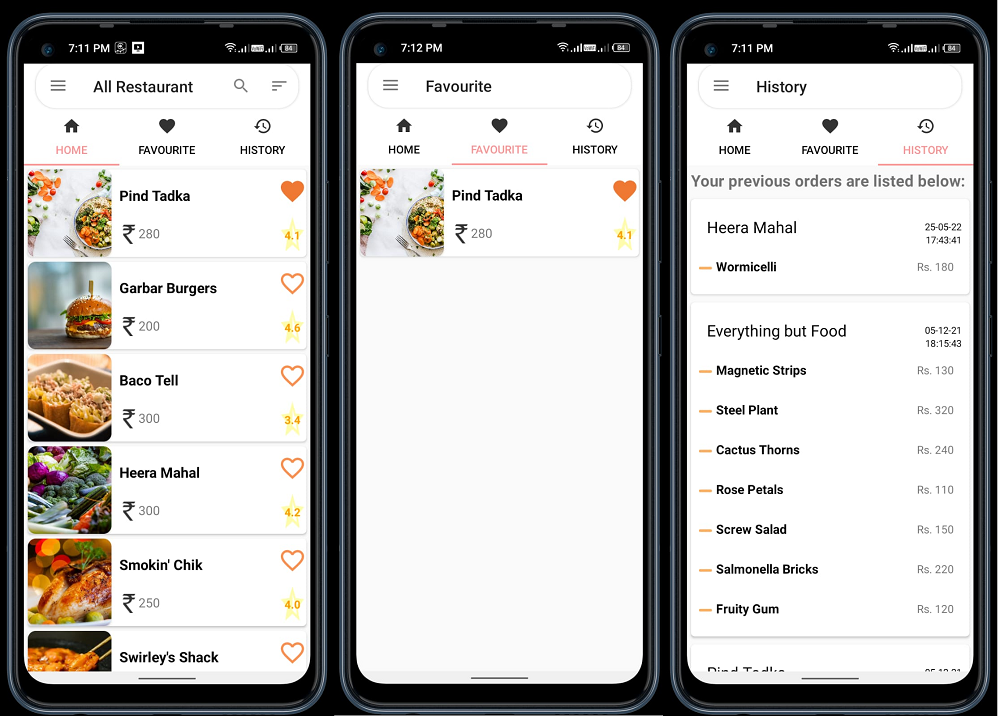 7:11 PM
84
All Restaurant
HOME
FAVOURITE
HISTORY
Pind Tadka
₹ 280
4.1
Garbar Burgers
₹ 200
4.6
Baco Tell
₹ 300
3.4
Heera Mahal
₹ 300
4.2
Smokin' Chik
₹ 250
4.0
Swirley's Shack
7:12 PM
84
Favourite
HOME
FAVOURITE
HISTORY
Pind Tadka
₹ 280
4.1
7:11 PM
84
History
HOME
FAVOURITE
HISTORY
Your previous orders are listed below:
Heera Mahal
25-05-22
17:43:41
Wormicelli Rs. 180
Everything but Food
05-12-21
18:15:43
Magnetic Strips Rs. 130
Steel Plant Rs. 320
Cactus Thorns Rs. 240
Rose Petals Rs. 110
Screw Salad Rs. 150
Salmonella Bricks Rs. 220
Fruity Gum Rs. 120
Pind Tadka
05-12-21